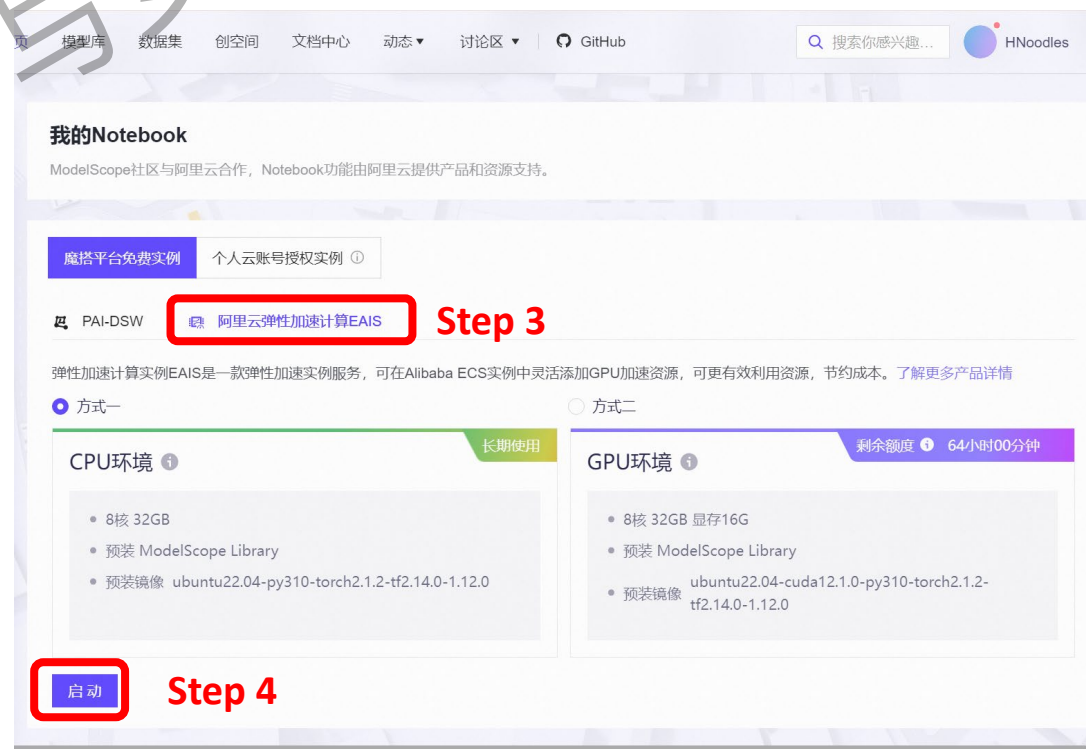 页 模型库 数据集 创空间 文档中心 动态▼ 讨论区▼ GitHub 搜索你感兴趣... HNoodles
我的Notebook
ModelScope社区与阿里云合作，Notebook功能由阿里云提供产品和资源支持。
魔搭平台免费实例 个人云账号授权实例
PAI-DSW 阿里云弹性加速计算EAIS Step 3
弹性加速计算实例EAIS是一款弹性加速实例服务，可在Alibaba ECS实例中灵活添加GPU加速资源，可更有效利用资源，节约成本。了解更多产品详情
方式一
长期使用
CPU环境
• 8核 32GB
• 预装 ModelScope Library
• 预装镜像 ubuntu22.04-py310-torch2.1.2-tf2.14.0-1.12.0
方式二
剩余额度 64小时00分钟
GPU环境
• 8核 32GB 显存16G
• 预装 ModelScope Library
• 预装镜像 ubuntu22.04-cuda12.1.0-py310-torch2.1.2-
tf2.14.0-1.12.0
启动 Step 4